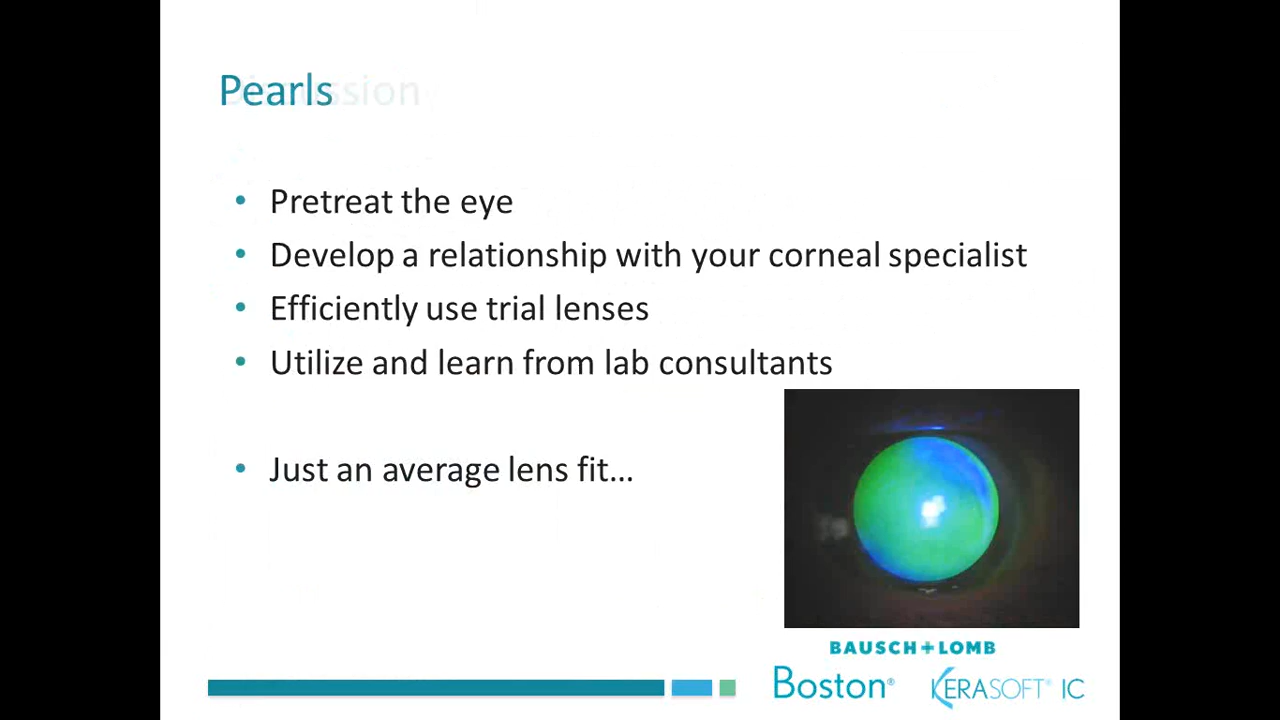 Pearls
• Pretreat the eye
• Develop a relationship with your corneal specialist
• Efficiently use trial lenses
• Utilize and learn from lab consultants
• Just an average lens fit...
BAUSCH+LOMB
Boston® KERASOFT® IC